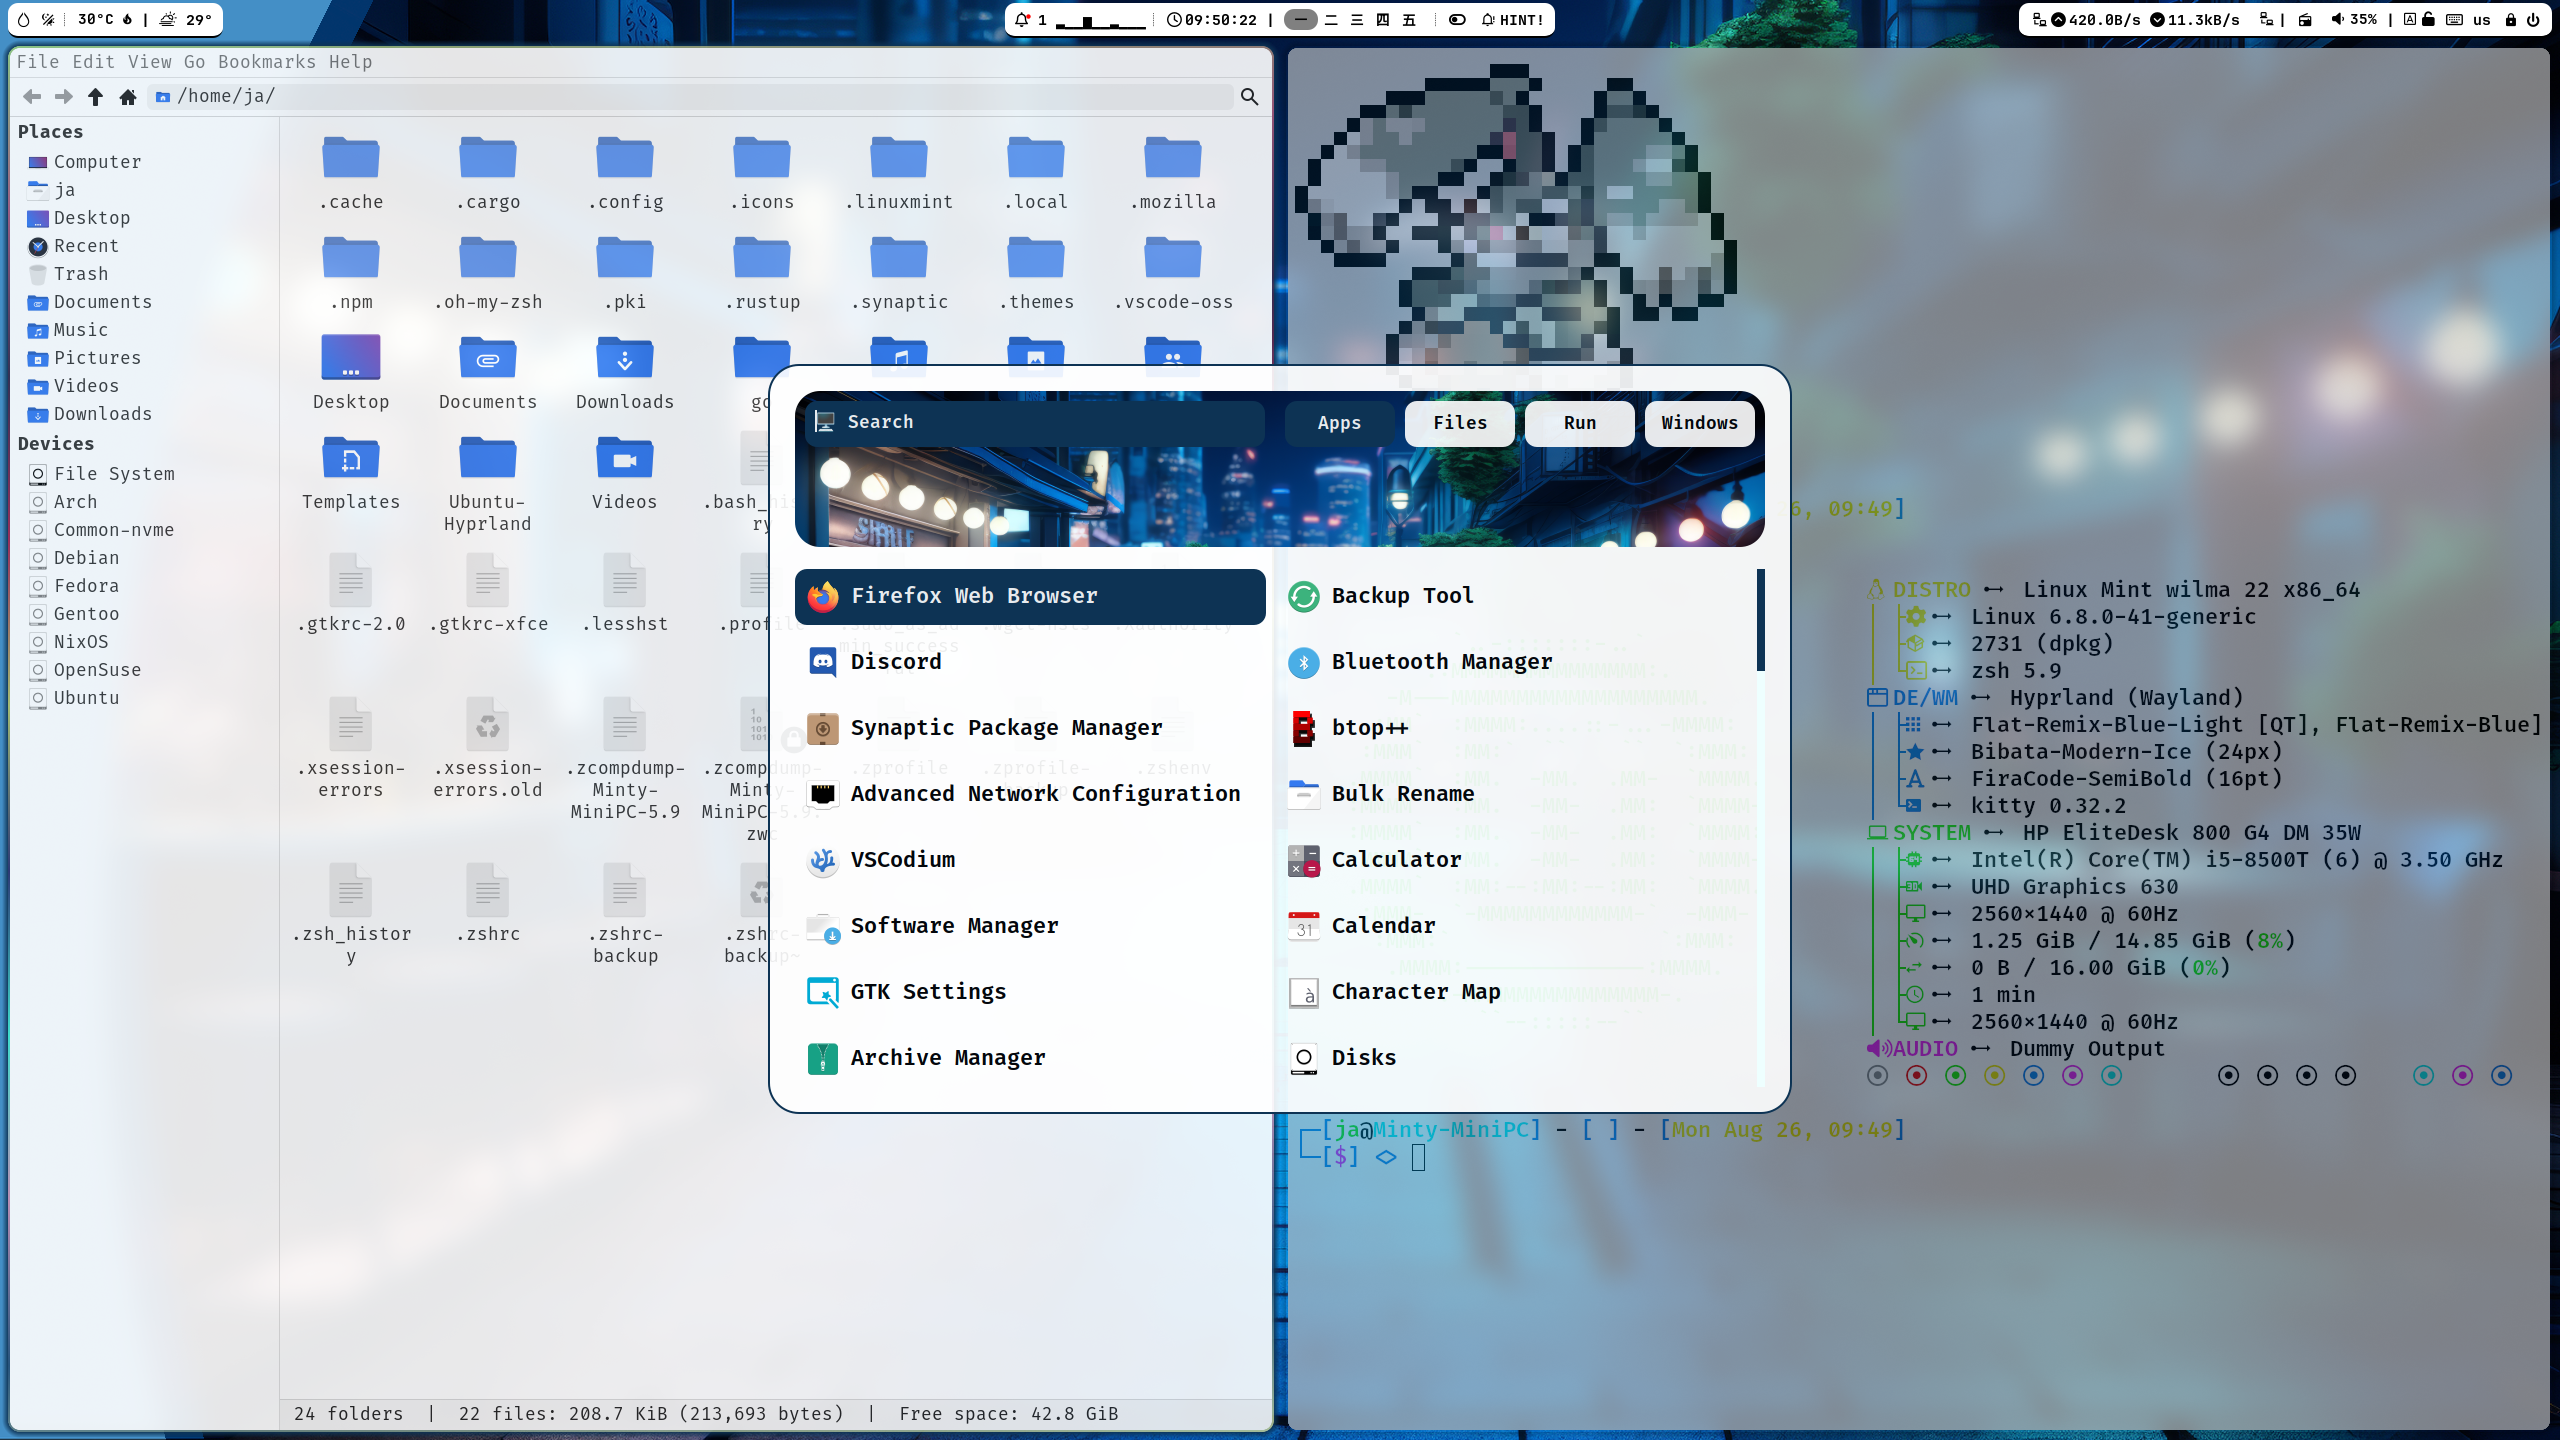 30°C | 29°
1 09:50:22 | 一 二 三 四 五 HINT!
420.0B/s 11.3kB/s | 35% | us
File Edit View Go Bookmarks Help
/home/ja/
Places
Computer
ja
Desktop
Recent
Trash
Documents
Music
Pictures
Videos
Downloads
Devices
File System
Arch
Common-nvme
Debian
Fedora
Gentoo
NixOS
OpenSuse
Ubuntu
.cache .cargo .config .icons .linuxmint .local .mozilla
.npm .oh-my-zsh .pki .rustup .synaptic .themes .vscode-oss
Desktop Documents Downloads
Templates Ubuntu-
Hyprland
Videos
.gtkrc-2.0 .gtkrc-xfce .lesshst
.xsession-
errors
.xsession-
errors.old
.zcompdump-
Minty-
MiniPC-5.9
.zcompdump-
Minty-
MiniPC-5.9.
zwc
.zprofile .zprofile- .zshenv
.zsh_histor
y
.zshrc
.zshrc-
backup
.zshrc-
backup~
24 folders | 22 files: 208.7 KiB (213,693 bytes) | Free space: 42.8 GiB
Search
Apps Files Run Windows
Firefox Web Browser
Discord
Synaptic Package Manager
Advanced Network Configuration
VSCodium
Software Manager
GTK Settings
Archive Manager
Backup Tool
Bluetooth Manager
btop++
Bulk Rename
Calculator
Calendar
Character Map
Disks
6, 09:49]
DISTRO Linux Mint wilma 22 x86_64
Linux 6.8.0-41-generic
2731 (dpkg)
zsh 5.9
DE/WM Hyprland (Wayland)
Flat-Remix-Blue-Light [QT], Flat-Remix-Blue]
Bibata-Modern-Ice (24px)
FiraCode-SemiBold (16pt)
kitty 0.32.2
SYSTEM HP EliteDesk 800 G4 DM 35W
Intel(R) Core(TM) i5-8500T (6) @ 3.50 GHz
UHD Graphics 630
2560×1440 @ 60Hz
1.25 GiB / 14.85 GiB (8%)
0 B / 16.00 GiB (0%)
1 min
2560×1440 @ 60Hz
AUDIO Dummy Output
[ja@Minty-MiniPC] - [ ] - [Mon Aug 26, 09:49]
[$] <>